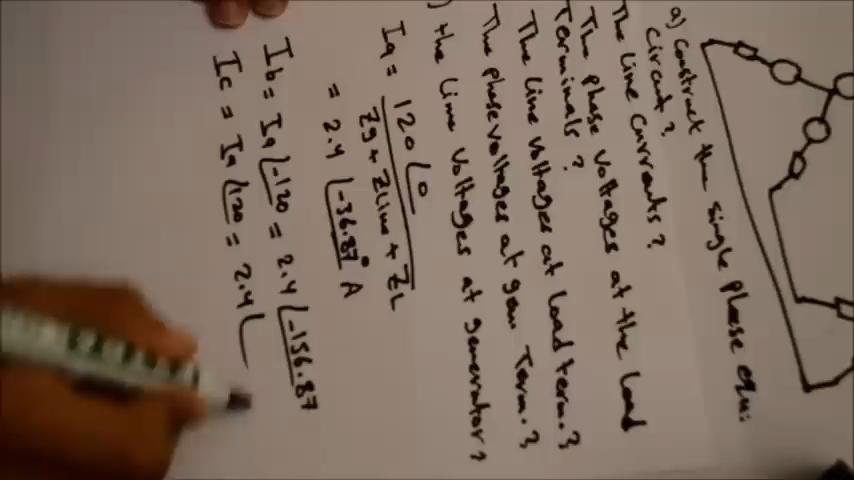 a) Construct the single phase equi.
circuit?
The line currents?
The phase voltages at the load
Terminals?
The line voltages at load term.?
The phase voltages at gen Term.?
) the line voltages at generator?
Ia = 120∠0 / Zg + Zline + ZL
= 2.4 ∠-36.87° A
Ib = Ia ∠-120 = 2.4 ∠-156.87
Ic = Ia ∠120 = 2.4 ∠